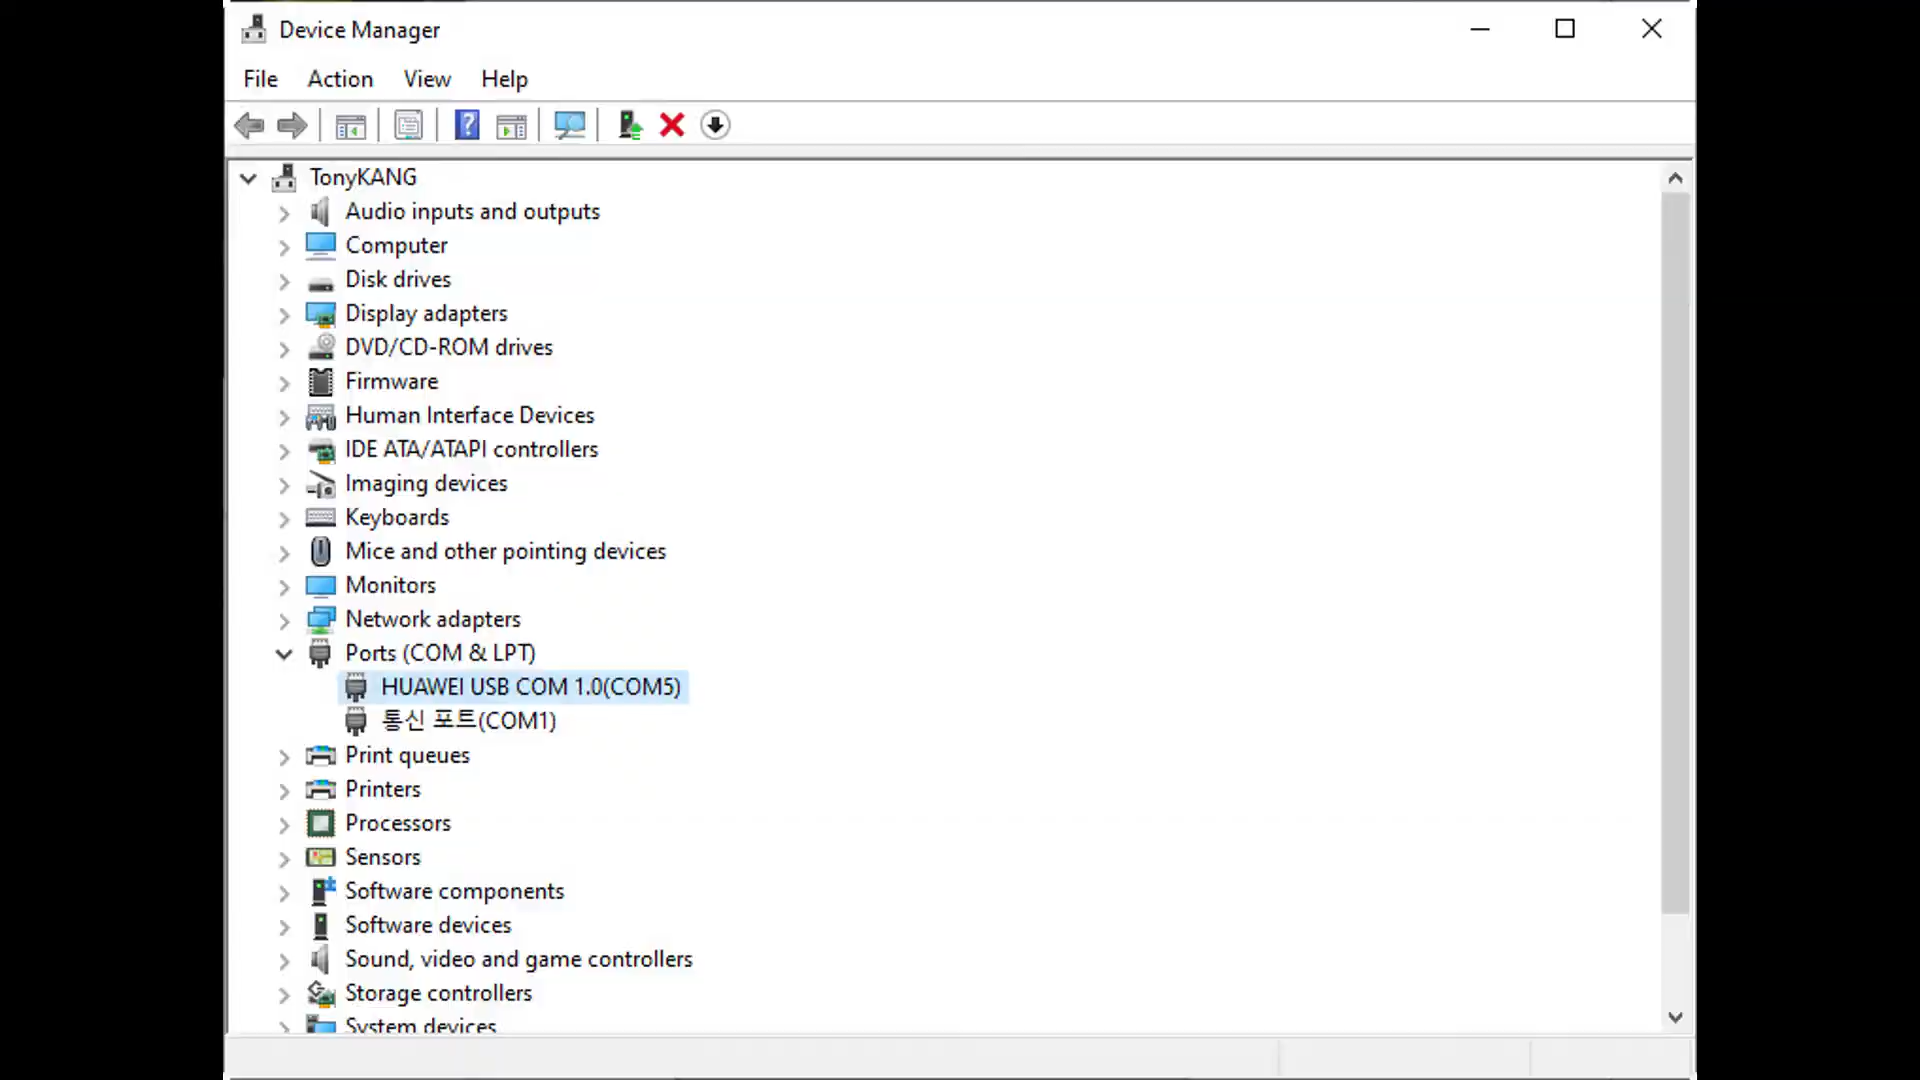 Device Manager
File Action View Help
?
TonyKANG
Audio inputs and outputs
Computer
Disk drives
Display adapters
DVD/CD-ROM drives
Firmware
Human Interface Devices
IDE ATA/ATAPI controllers
Imaging devices
Keyboards
Mice and other pointing devices
Monitors
Network adapters
Ports (COM & LPT)
HUAWEI USB COM 1.0(COM5)
통신 포트(COM1)
Print queues
Printers
Processors
Sensors
Software components
Software devices
Sound, video and game controllers
Storage controllers
System devices